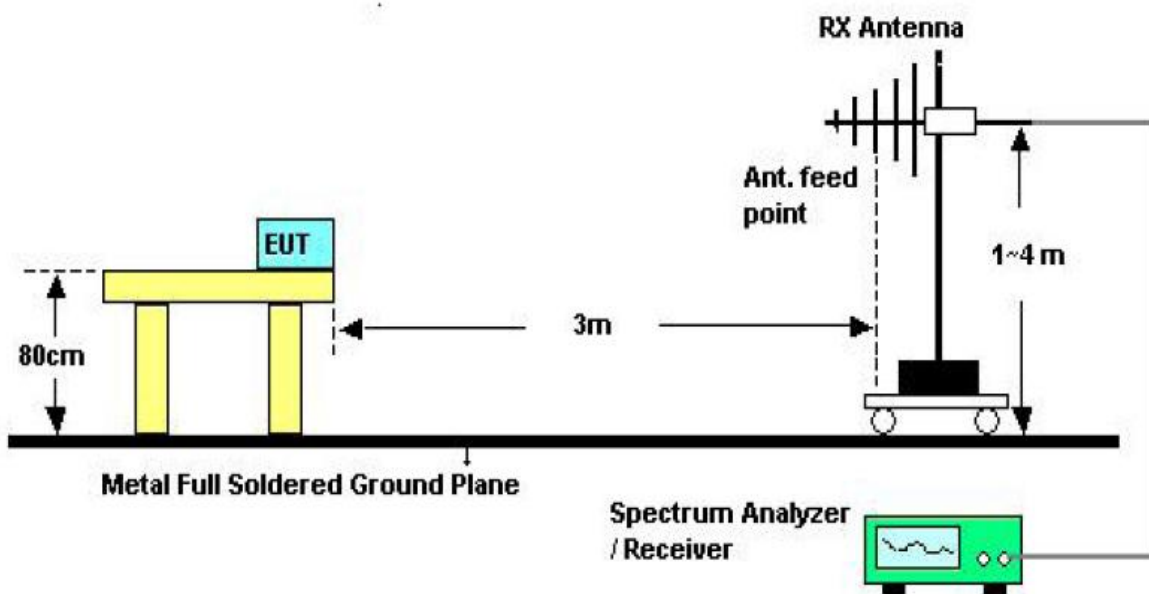 RX Antenna
Ant. feed
point
EUT
1~4 m
3m
80cm
Metal Full Soldered Ground Plane
Spectrum Analyzer
/ Receiver